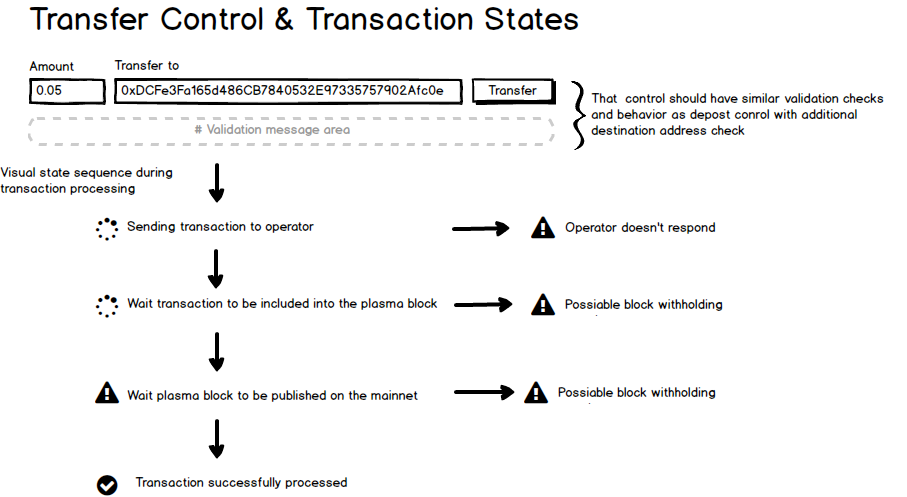 Transfer Control & Transaction States
Amount
Transfer to
0.05
0xDCFe3Fa165d486CB7840532E97335757902Afc0e
Transfer
That control should have similar validation checks
and behavior as depost conrol with additional
destination address check
# Validation message area
Visual state sequence during
transaction processing
Sending transaction to operator
Operator doesn't respond
Wait transaction to be included into the plasma block
Possiable block withholding
Wait plasma block to be published on the mainnet
Possiable block withholding
Transaction successfully processed